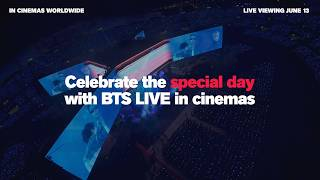 IN CINEMAS WORLDWIDE
LIVE VIEWING JUNE 13
Celebrate the special day
with BTS LIVE in cinemas